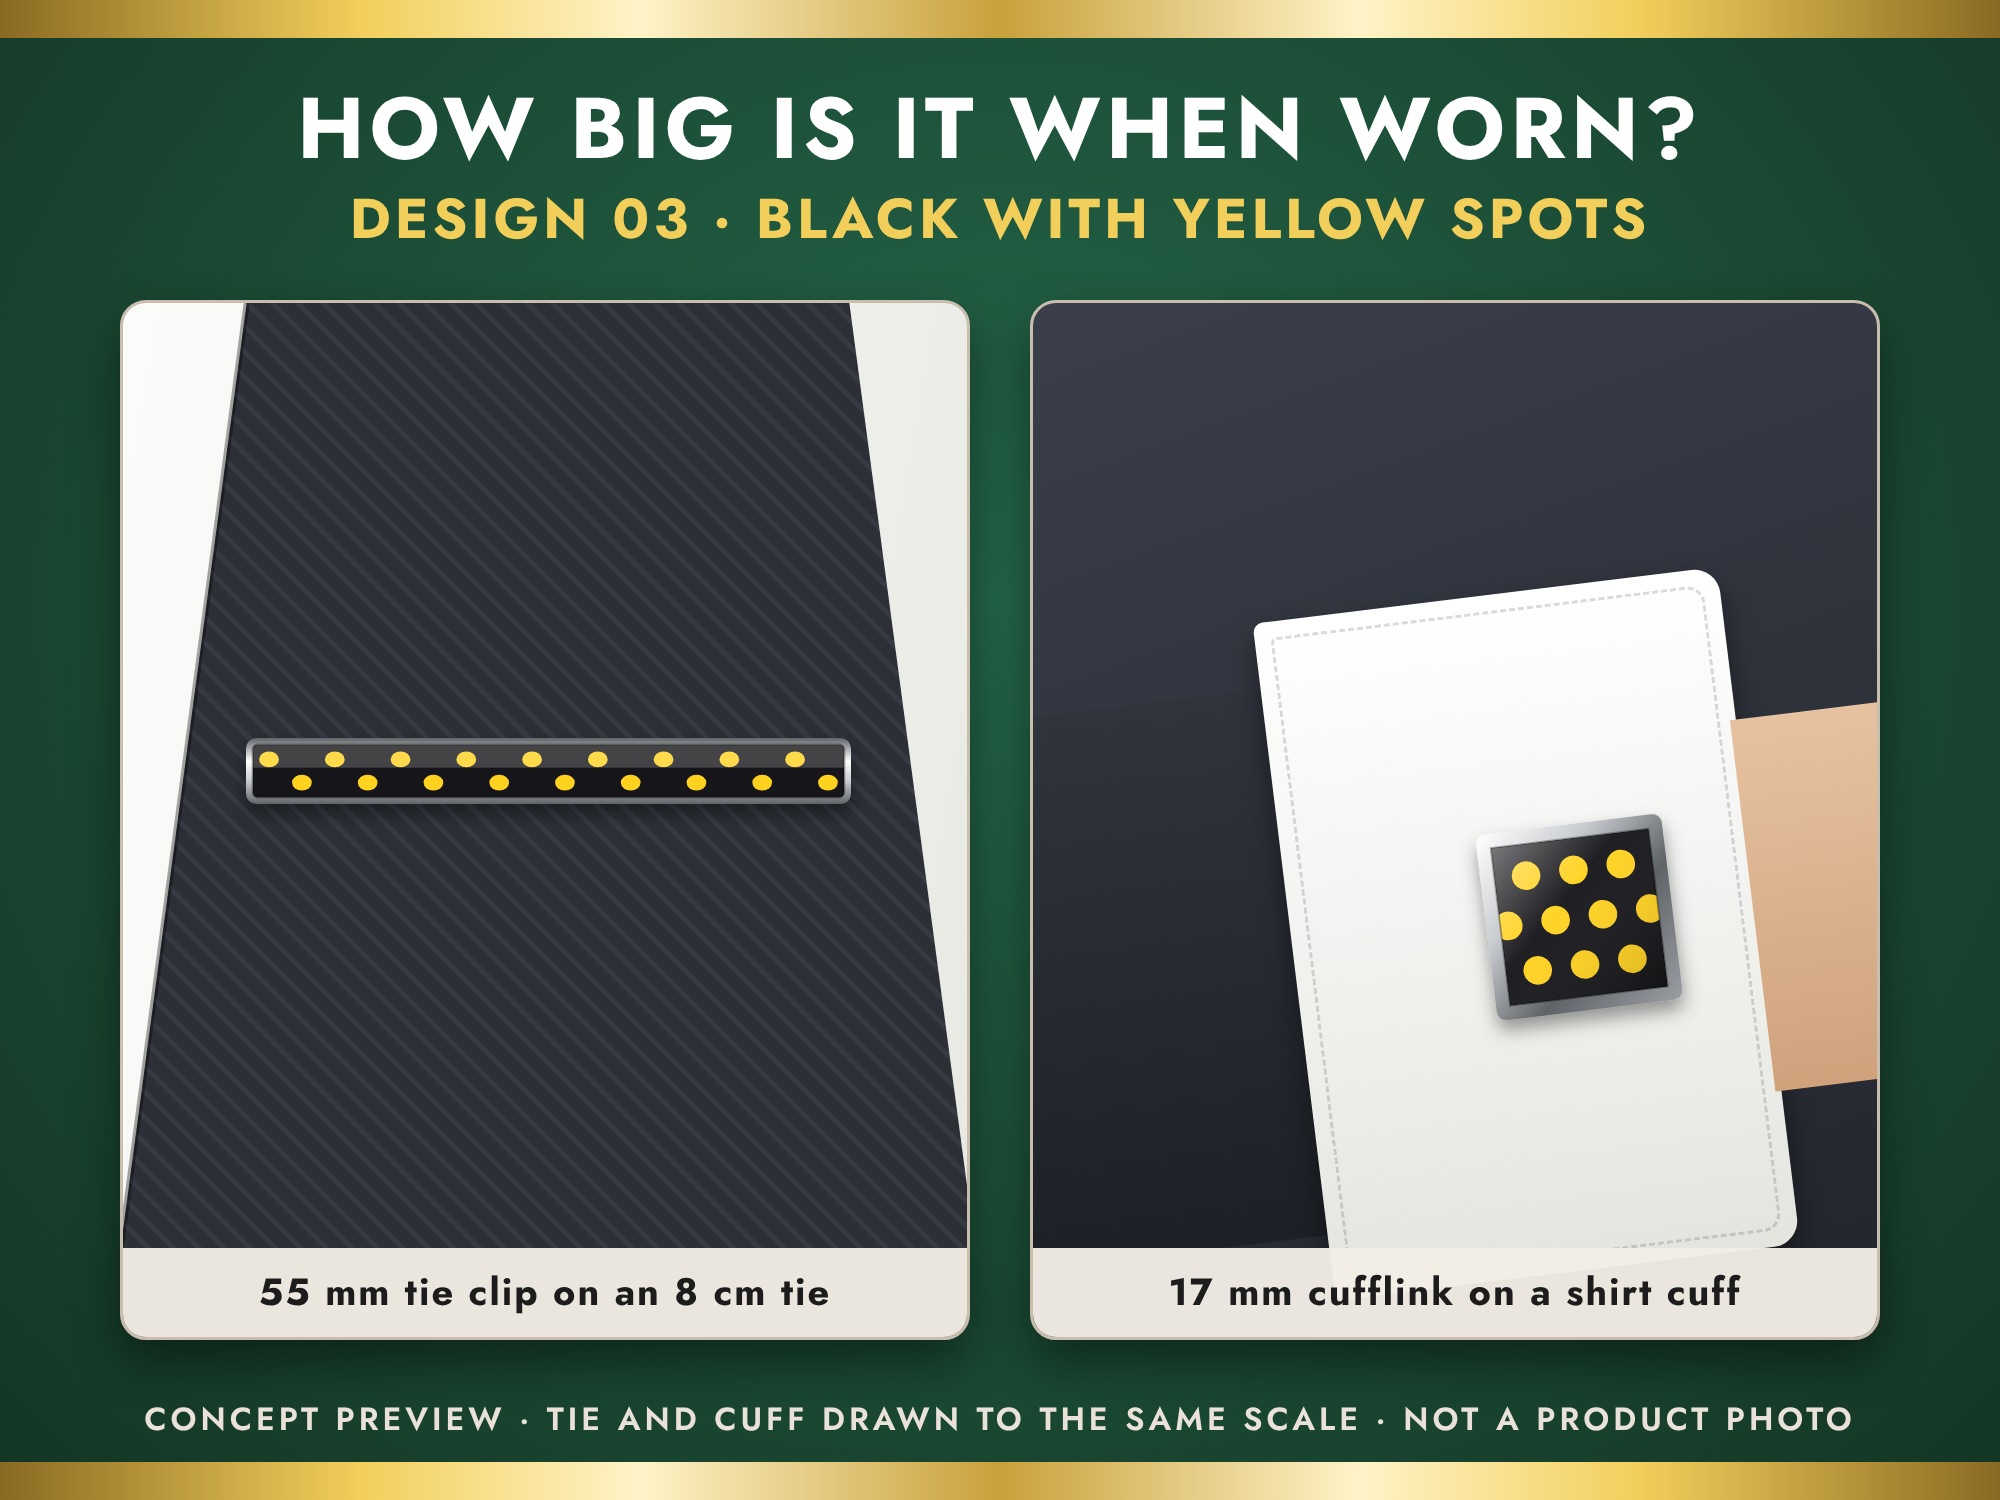 HOW BIG IS IT WHEN WORN?
DESIGN 03 · BLACK WITH YELLOW SPOTS
55 mm tie clip on an 8 cm tie
17 mm cufflink on a shirt cuff
CONCEPT PREVIEW · TIE AND CUFF DRAWN TO THE SAME SCALE · NOT A PRODUCT PHOTO